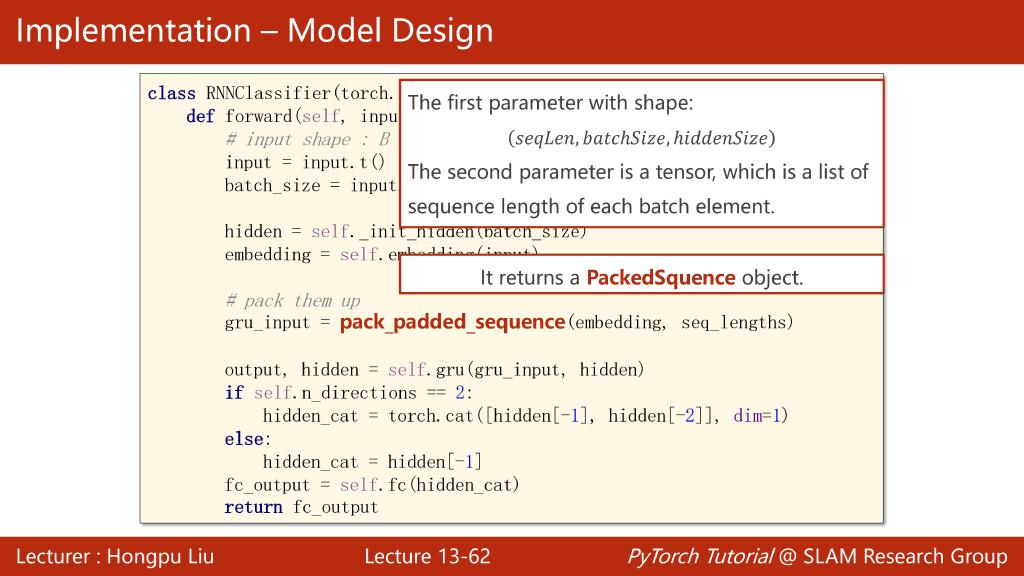 Implementation – Model Design
class RNNClassifier(torch.
def forward(self, inpu
# input shape : B
input = input.t()
batch_size = input.
The first parameter with shape:
(seqLen, batchSize, hiddenSize)
The second parameter is a tensor, which is a list of
sequence length of each batch element.
hidden = self._init_hidden(batch_size)
embedding = self.embedding(input)
It returns a PackedSquence object.
# pack them up
gru_input = pack_padded_sequence(embedding, seq_lengths)
output, hidden = self.gru(gru_input, hidden)
if self.n_directions == 2:
hidden_cat = torch.cat([hidden[-1], hidden[-2]], dim=1)
else:
hidden_cat = hidden[-1]
fc_output = self.fc(hidden_cat)
return fc_output
Lecturer : Hongpu Liu
Lecture 13-62
PyTorch Tutorial @ SLAM Research Group